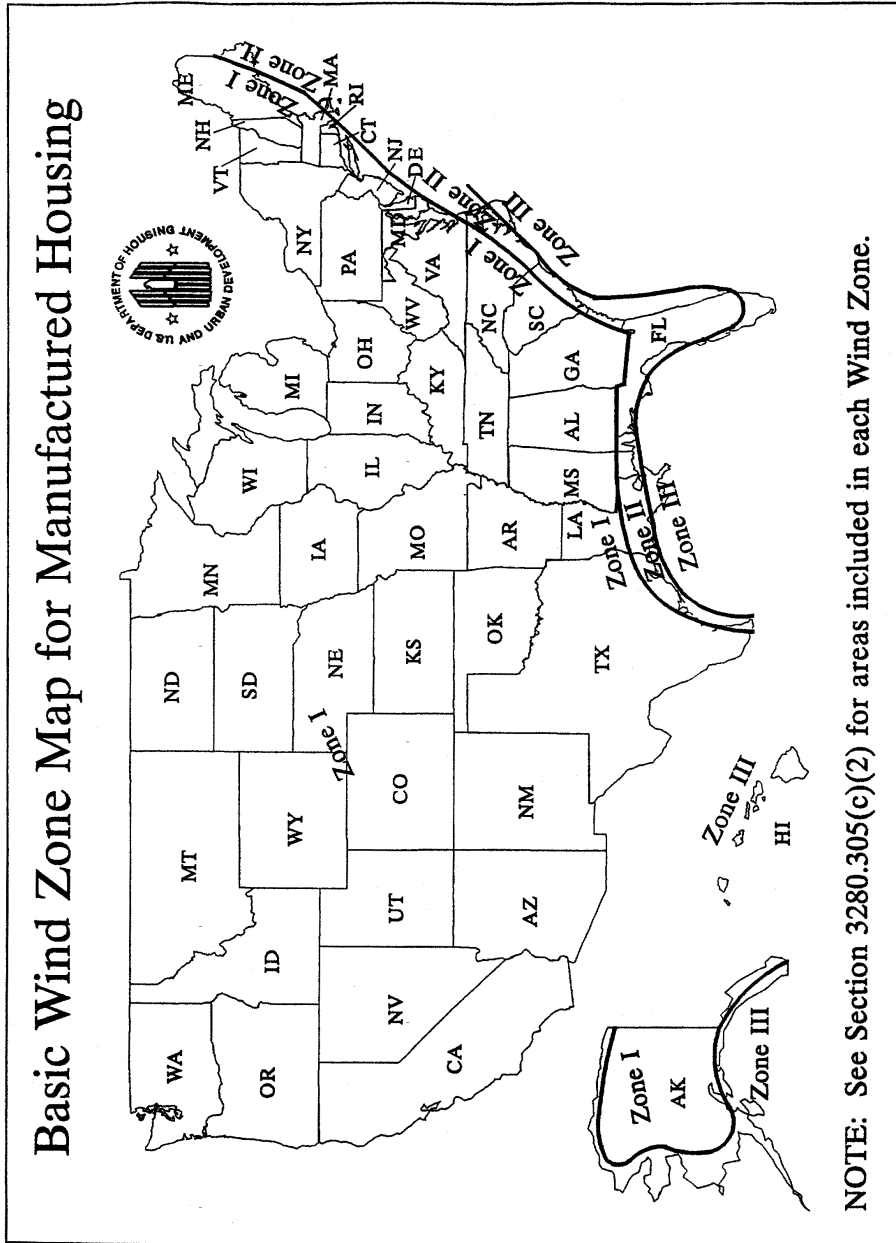 Basic Wind Zone Map for Manufactured Housing
U.S. DEPARTMENT OF HOUSING
AND URBAN DEVELOPMENT
WA
OR
CA
NV
ID
MT
WY
UT
AZ
CO
NM
ND
SD
NE
Zone I
KS
OK
TX
MN
IA
MO
AR
LA
WI
IL
MI
IN
OH
KY
TN
MS
AL
GA
FL
SC
NC
VA
WV
PA
NY
VT
NH
ME
MA
RI
CT
NJ
DE
MD
Zone I
Zone II
Zone II
Zone I
Zone II
Zone III
Zone I
Zone II
Zone III
Zone I
AK
Zone III
Zone III
HI
NOTE: See Section 3280.305(c)(2) for areas included in each Wind Zone.